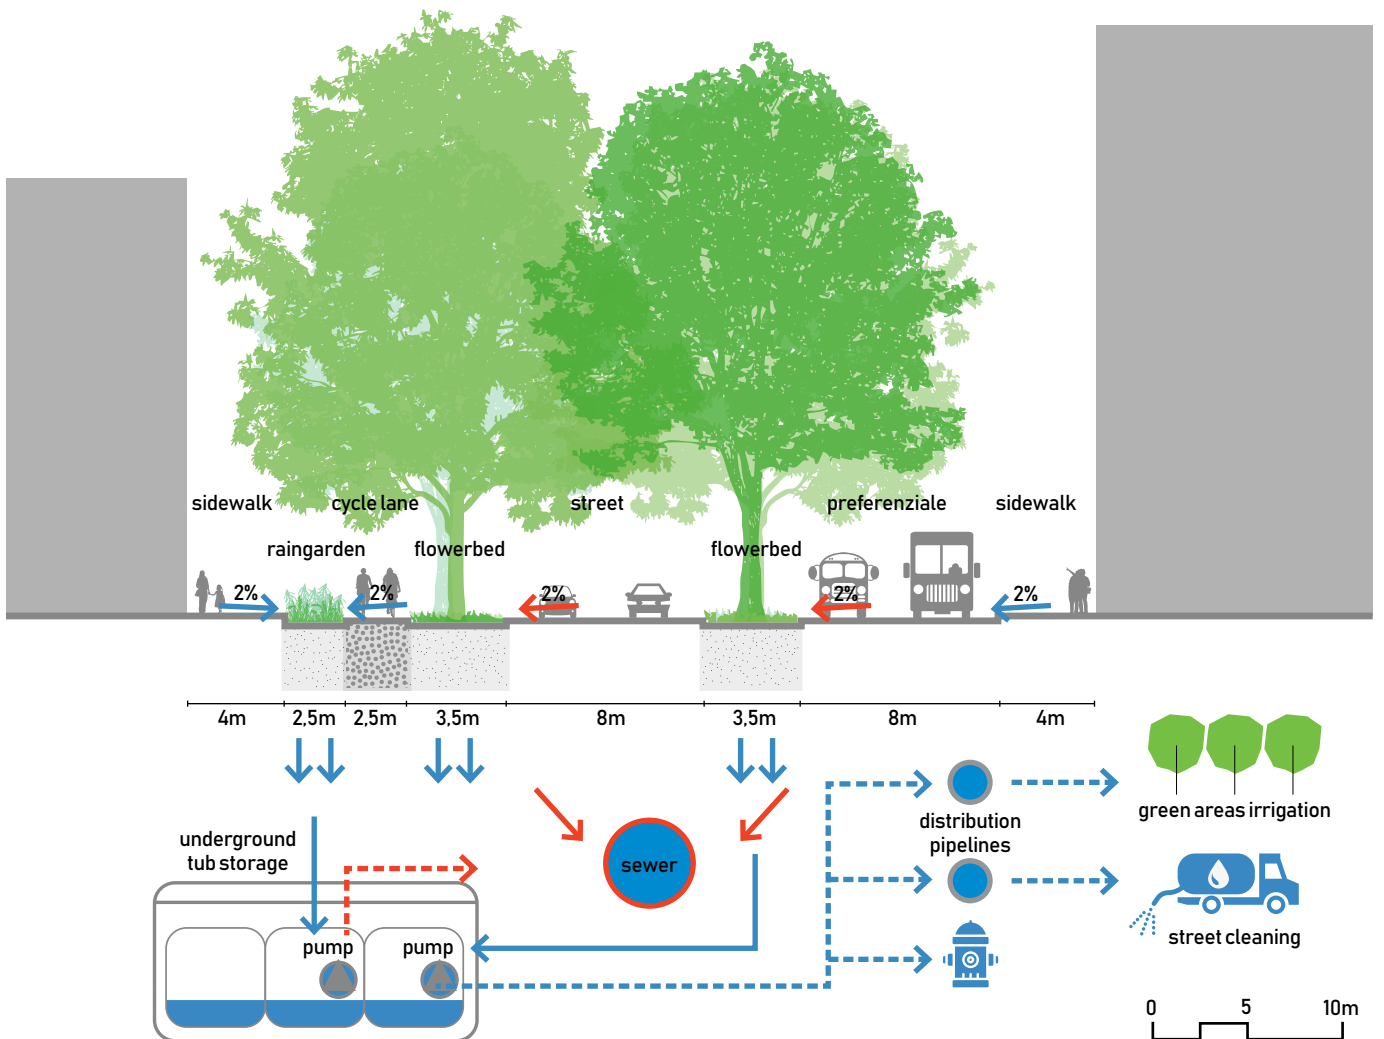 sidewalk
cycle lane
street
preferenziale
sidewalk
raingarden
flowerbed
flowerbed
2%
2%
2%
2%
2%
4m
2,5m
2,5m
3,5m
8m
3,5m
8m
4m
underground
tub storage
pump
pump
sewer
distribution
pipelines
green areas irrigation
street cleaning
0
5
10m